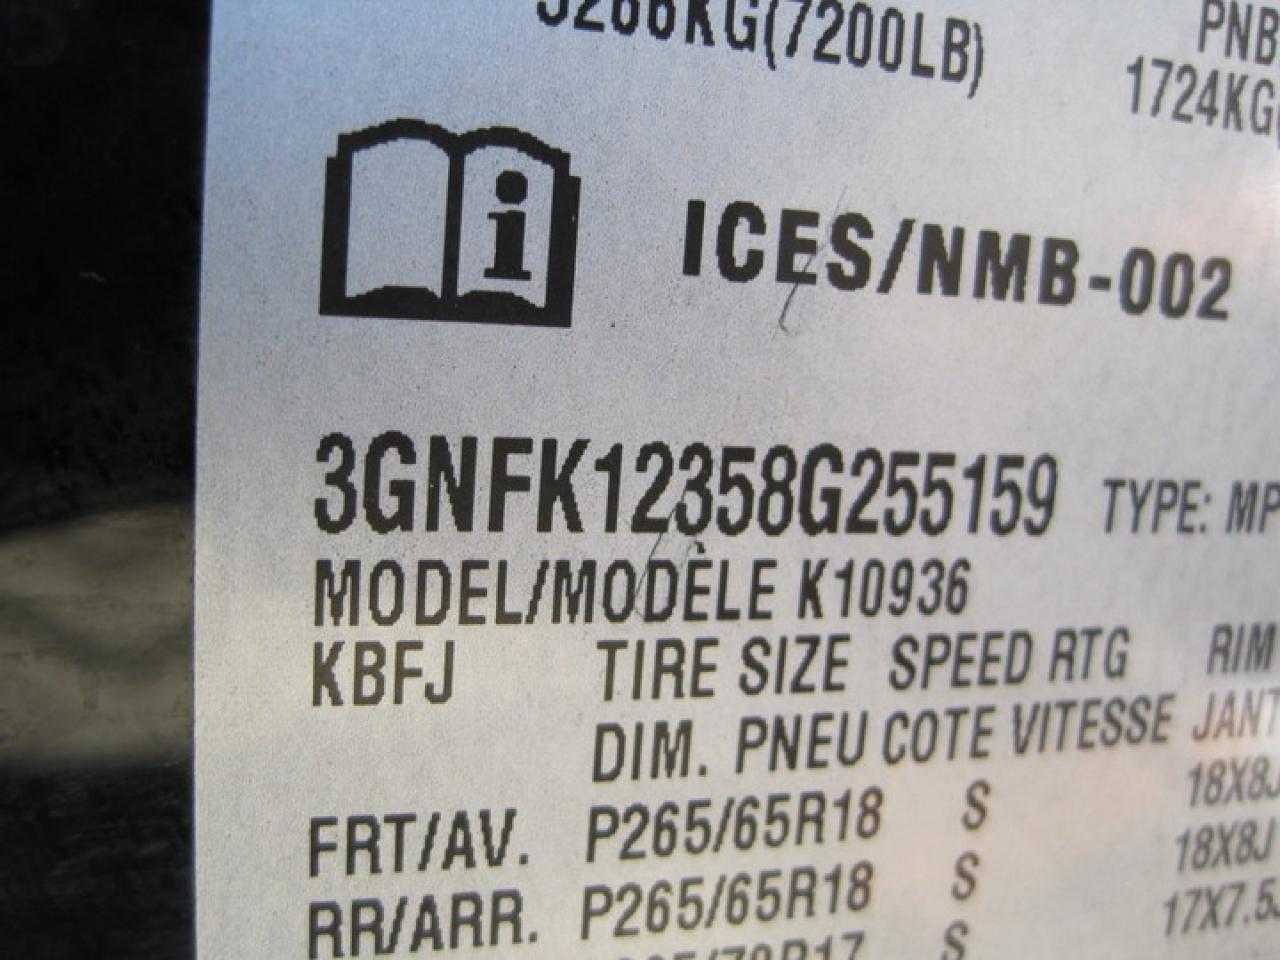 3266KG(7200LB)
PNB
1724KG(
i
ICES/NMB-002
3GNFK12358G255159 TYPE: MP
MODEL/MODÈLE K10936
KBFJ TIRE SIZE SPEED RTG RIM
DIM. PNEU COTE VITESSE JANT
FRT/AV. P265/65R18 S 18X8J
RR/ARR. P265/65R18 S 18X8J
S 17X7.5J